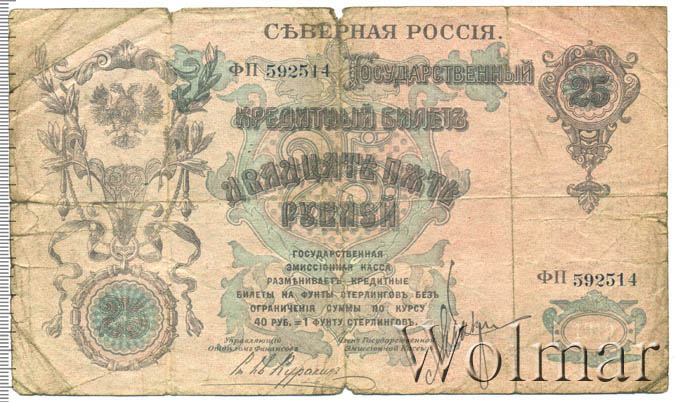 СѢВЕРНАЯ РОССІЯ.
ФП 592514 ГОСУДАРСТВЕННЫЙ 25
КРЕДИТНЫЙ БИЛЕТЪ
25
ДВАДЦАТЬ ПЯТЬ
РУБЛЕЙ
ГОСУДАРСТВЕННАЯ
ЭМИССІОННАЯ КАССА
РАЗМѢНИВАЕТЪ КРЕДИТНЫЕ
БИЛЕТЫ НА ФУНТЫ СТЕРЛИНГОВЪ БЕЗЪ
ОГРАНИЧЕНІЯ СУММЫ ПО КУРСУ
40 РУБ.=1 ФУНТУ СТЕРЛИНГОВЪ.
ФП 592514
25
Управляющій
Отдѣломъ Финансовъ
Членъ Государственной
Эмиссіонной Кассы
Wolmar